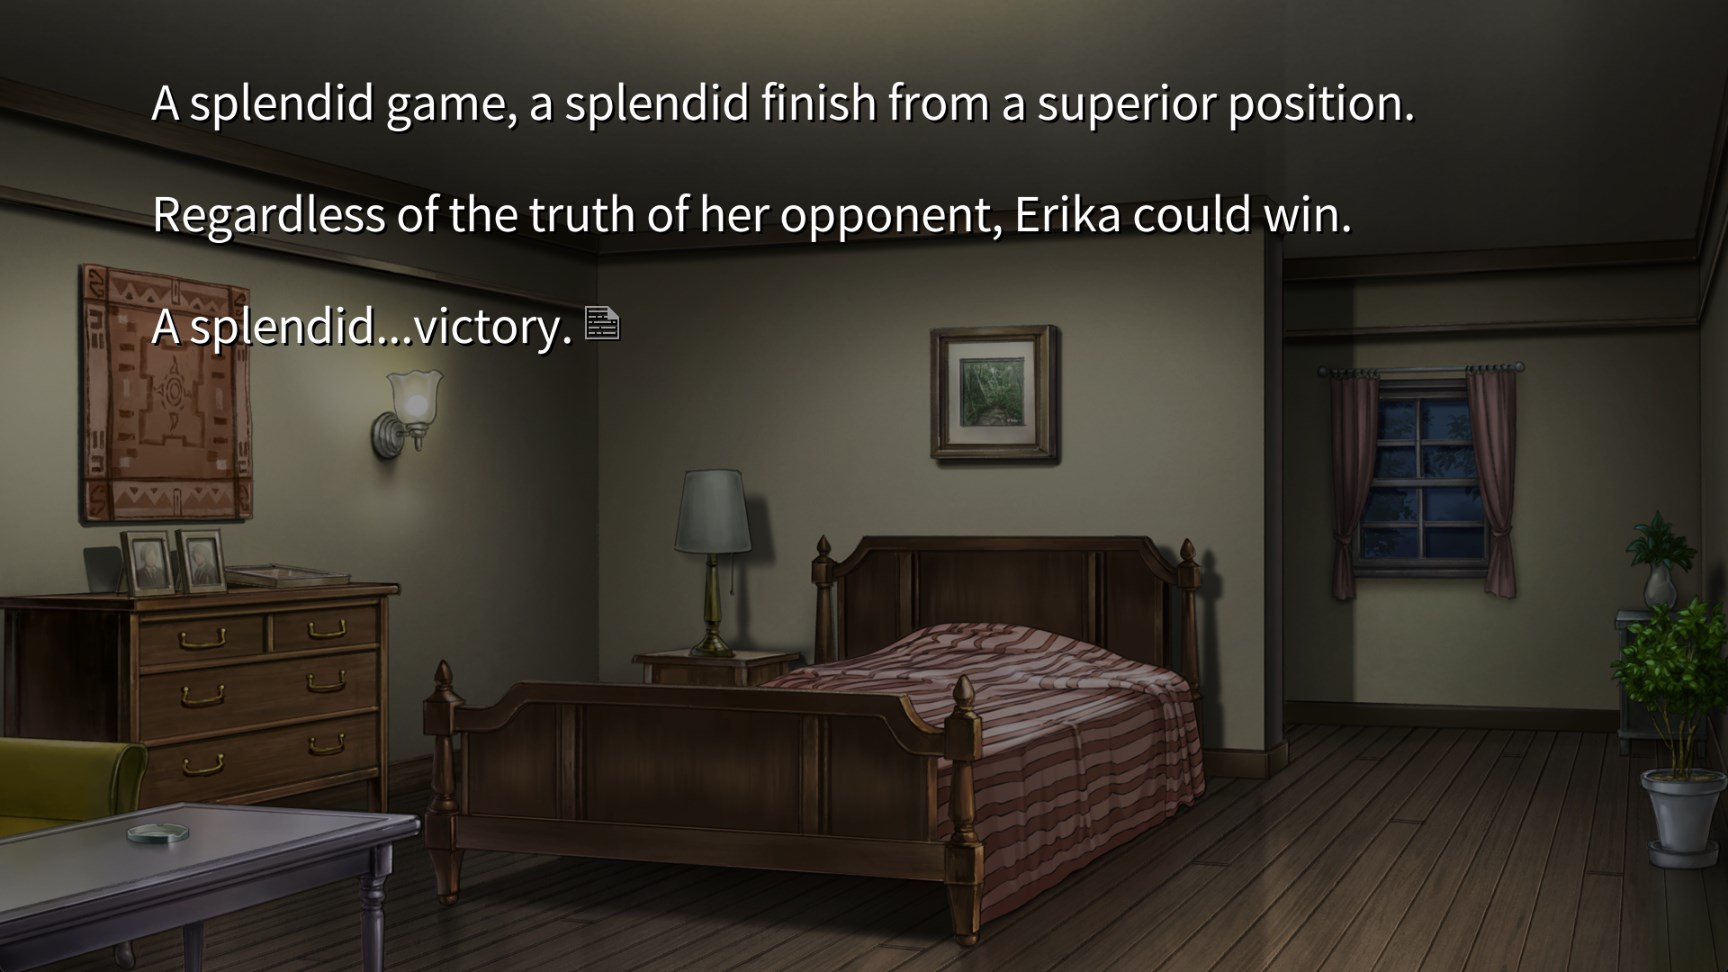 A splendid game, a splendid finish from a superior position.
Regardless of the truth of her opponent, Erika could win.
A splendid...victory.